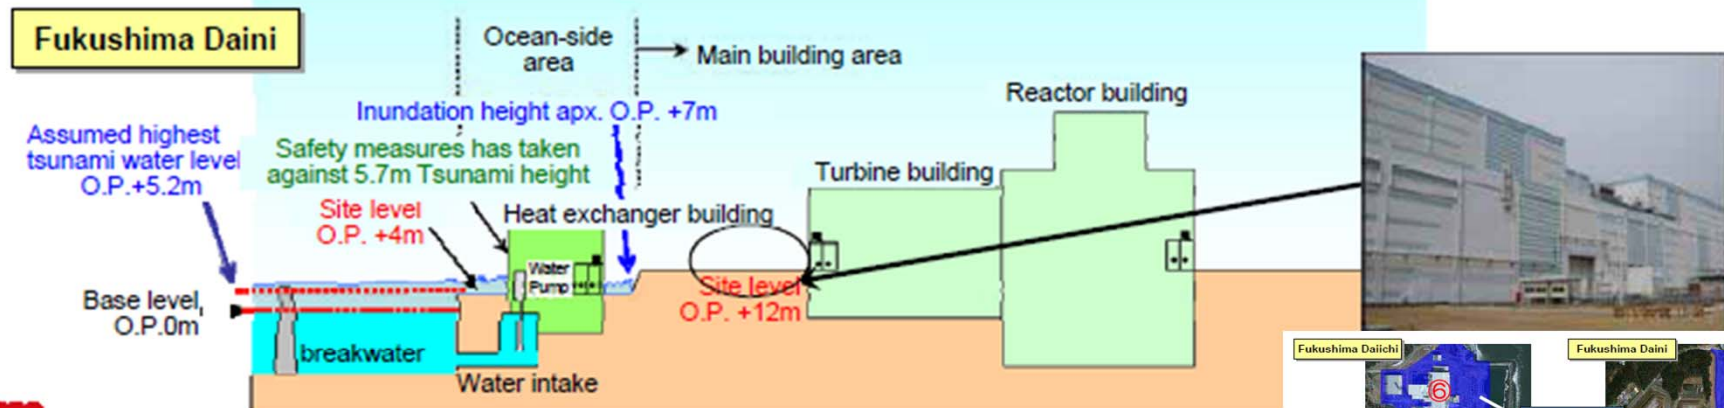 Fukushima Daini
Ocean-side
area
Main building area
Inundation height apx. O.P. +7m
Reactor building
Assumed highest
tsunami water level
O.P.+5.2m
Safety measures has taken
against 5.7m Tsunami height
Turbine building
Site level
O.P. +4m
Heat exchanger building
Water
Pump
Site level
O.P. +12m
Base level
O.P.0m
breakwater
Water intake
Fukushima Daiichi
Fukushima Daini
⑥